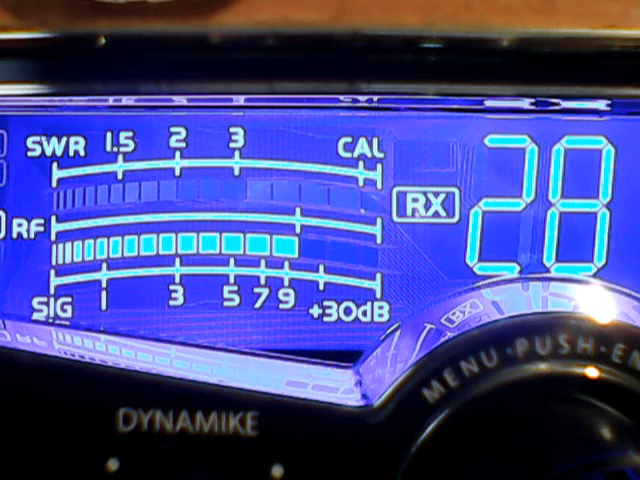 SWR 1.5 2 3 CAL
RX
28
RF
SIG 1 3 5 7 9 +30dB
MENU·PUSH·EN
DYNAMIKE